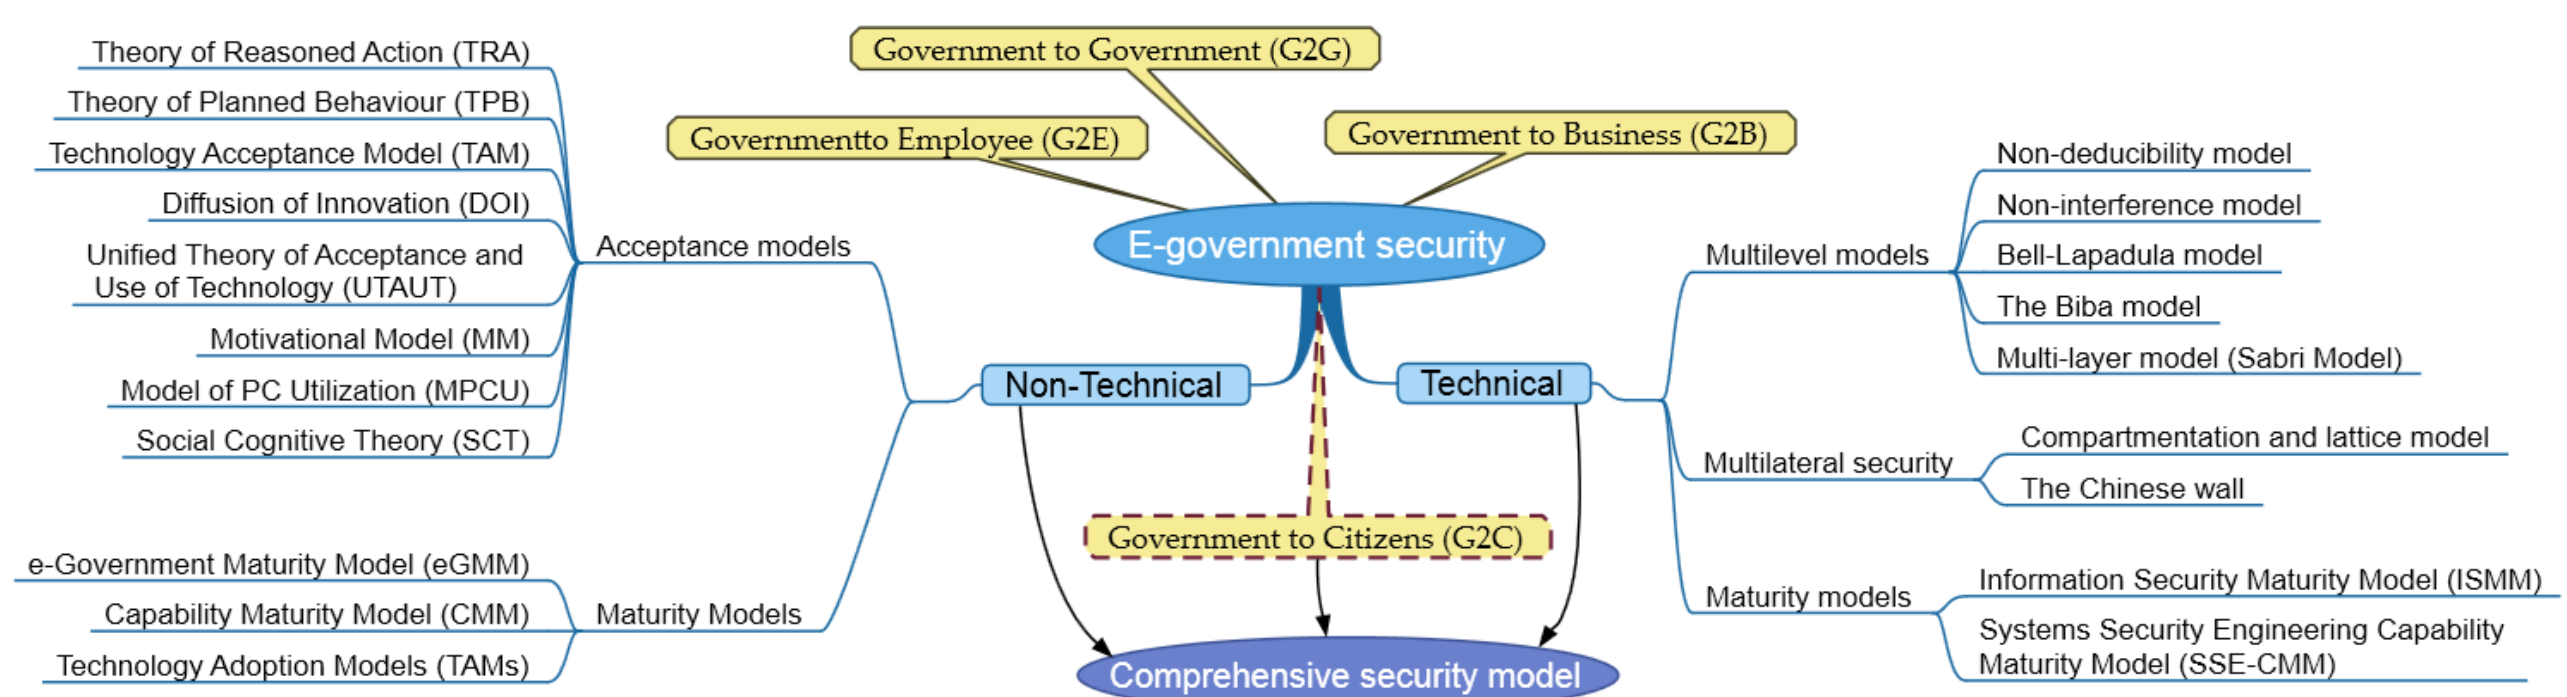 Theory of Reasoned Action (TRA)
Theory of Planned Behaviour (TPB)
Technology Acceptance Model (TAM)
Diffusion of Innovation (DOI)
Unified Theory of Acceptance and
Use of Technology (UTAUT)
Motivational Model (MM)
Model of PC Utilization (MPCU)
Social Cognitive Theory (SCT)
Acceptance models
e-Government Maturity Model (eGMM)
Capability Maturity Model (CMM)
Technology Adoption Models (TAMs)
Maturity Models
Government to Government (G2G)
Governmentto Employee (G2E)
Government to Business (G2B)
E-government security
Non-Technical
Technical
Government to Citizens (G2C)
Comprehensive security model
Multilevel models
Non-deducibility model
Non-interference model
Bell-Lapadula model
The Biba model
Multi-layer model (Sabri Model)
Multilateral security
Compartmentation and lattice model
The Chinese wall
Maturity models
Information Security Maturity Model (ISMM)
Systems Security Engineering Capability
Maturity Model (SSE-CMM)